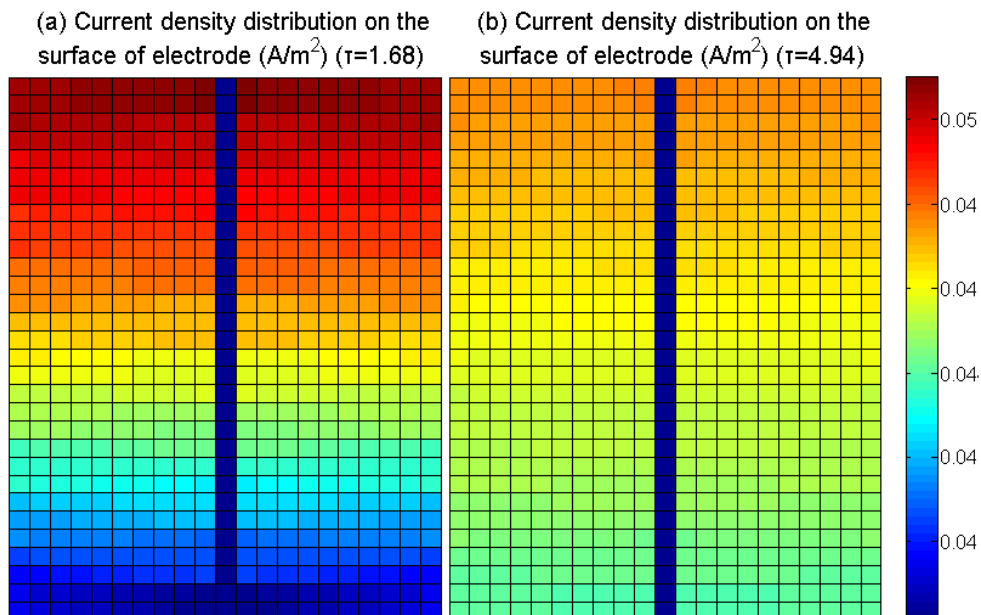 (a) Current density distribution on the
surface of electrode (A/m²) (τ=1.68)
(b) Current density distribution on the
surface of electrode (A/m²) (τ=4.94)
0.05
0.04
0.04
0.04
0.04
0.04